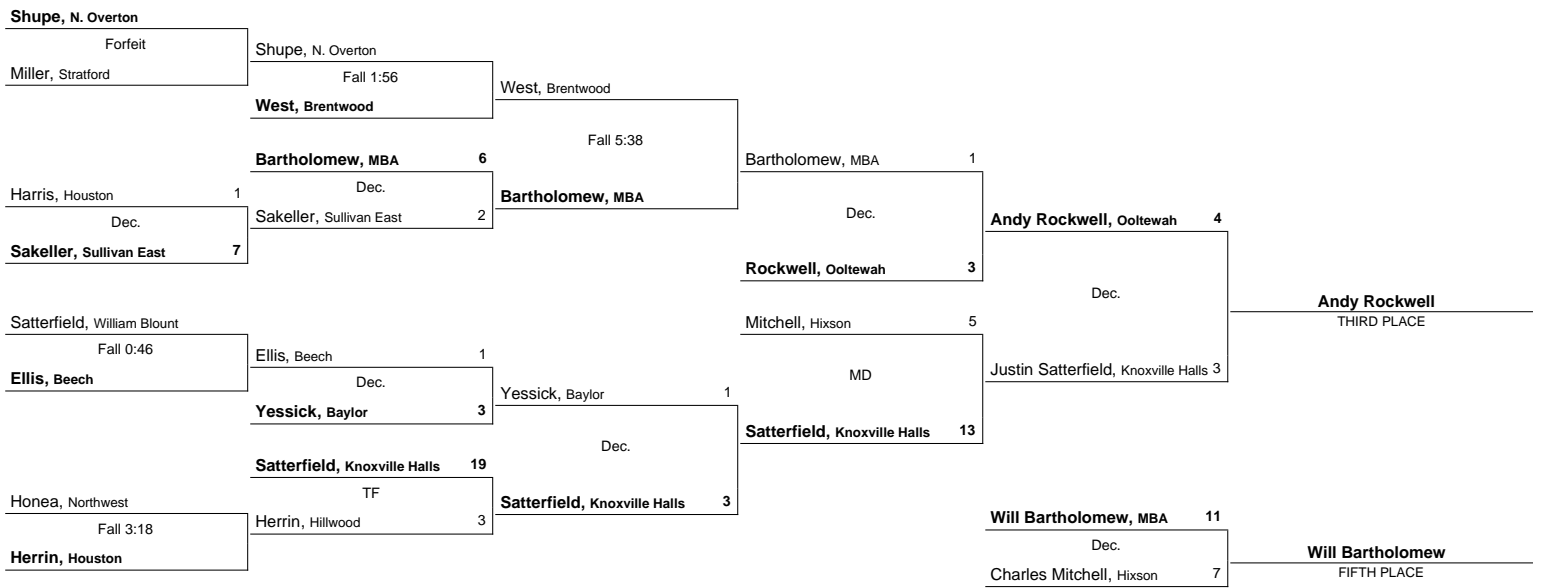 Shupe, N. Overton
Forfeit
Miller, Stratford
Shupe, N. Overton
Fall 1:56
West, Brentwood
West, Brentwood
Fall 5:38
Bartholomew, MBA
Bartholomew, MBA 6
Dec.
Sakeller, Sullivan East 2
Harris, Houston 1
Dec.
Sakeller, Sullivan East 7
Bartholomew, MBA 1
Dec.
Rockwell, Ooltewah 3
Andy Rockwell, Ooltewah 4
Dec.
Justin Satterfield, Knoxville Halls 3
Andy Rockwell
THIRD PLACE
Satterfield, William Blount
Fall 0:46
Ellis, Beech
Ellis, Beech 1
Dec.
Yessick, Baylor 3
Yessick, Baylor 1
Dec.
Satterfield, Knoxville Halls 3
Mitchell, Hixson 5
MD
Satterfield, Knoxville Halls 13
Satterfield, Knoxville Halls 19
TF
Herrin, Hillwood 3
Honea, Northwest
Fall 3:18
Herrin, Houston
Will Bartholomew, MBA 11
Dec.
Charles Mitchell, Hixson 7
Will Bartholomew
FIFTH PLACE